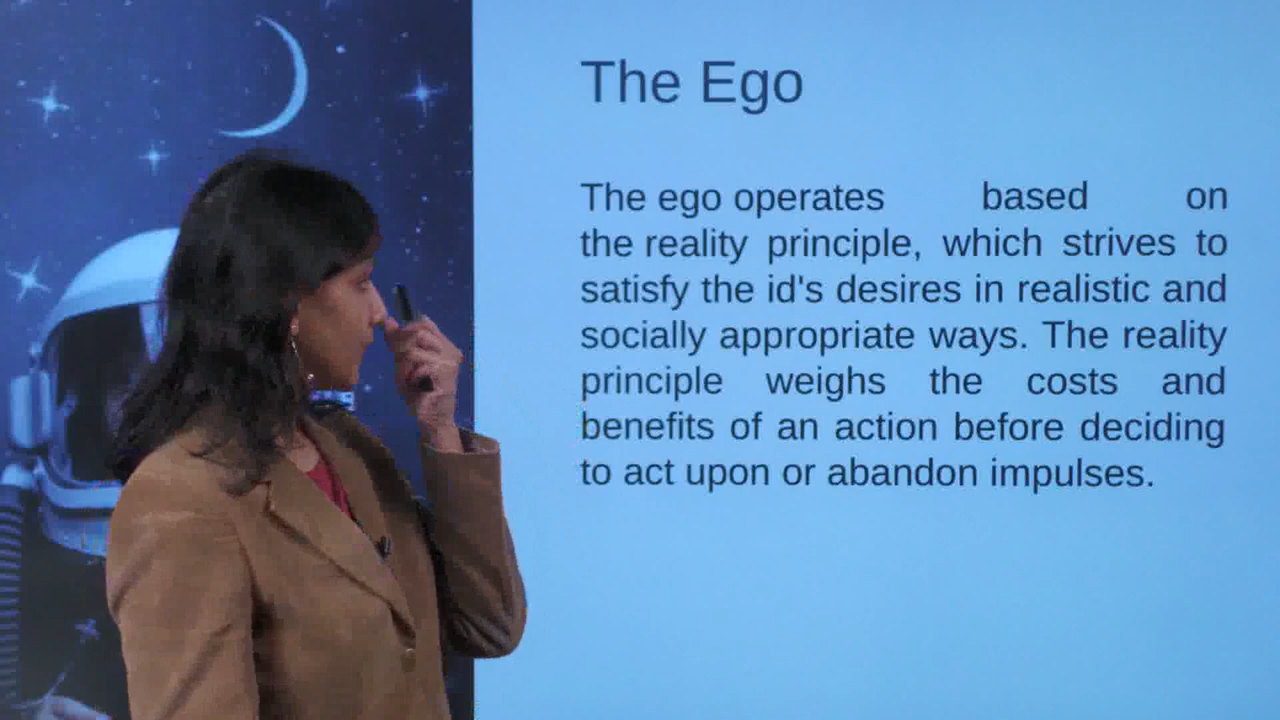 The Ego
The ego operates based on
the reality principle, which strives to
satisfy the id's desires in realistic and
socially appropriate ways. The reality
principle weighs the costs and
benefits of an action before deciding
to act upon or abandon impulses.